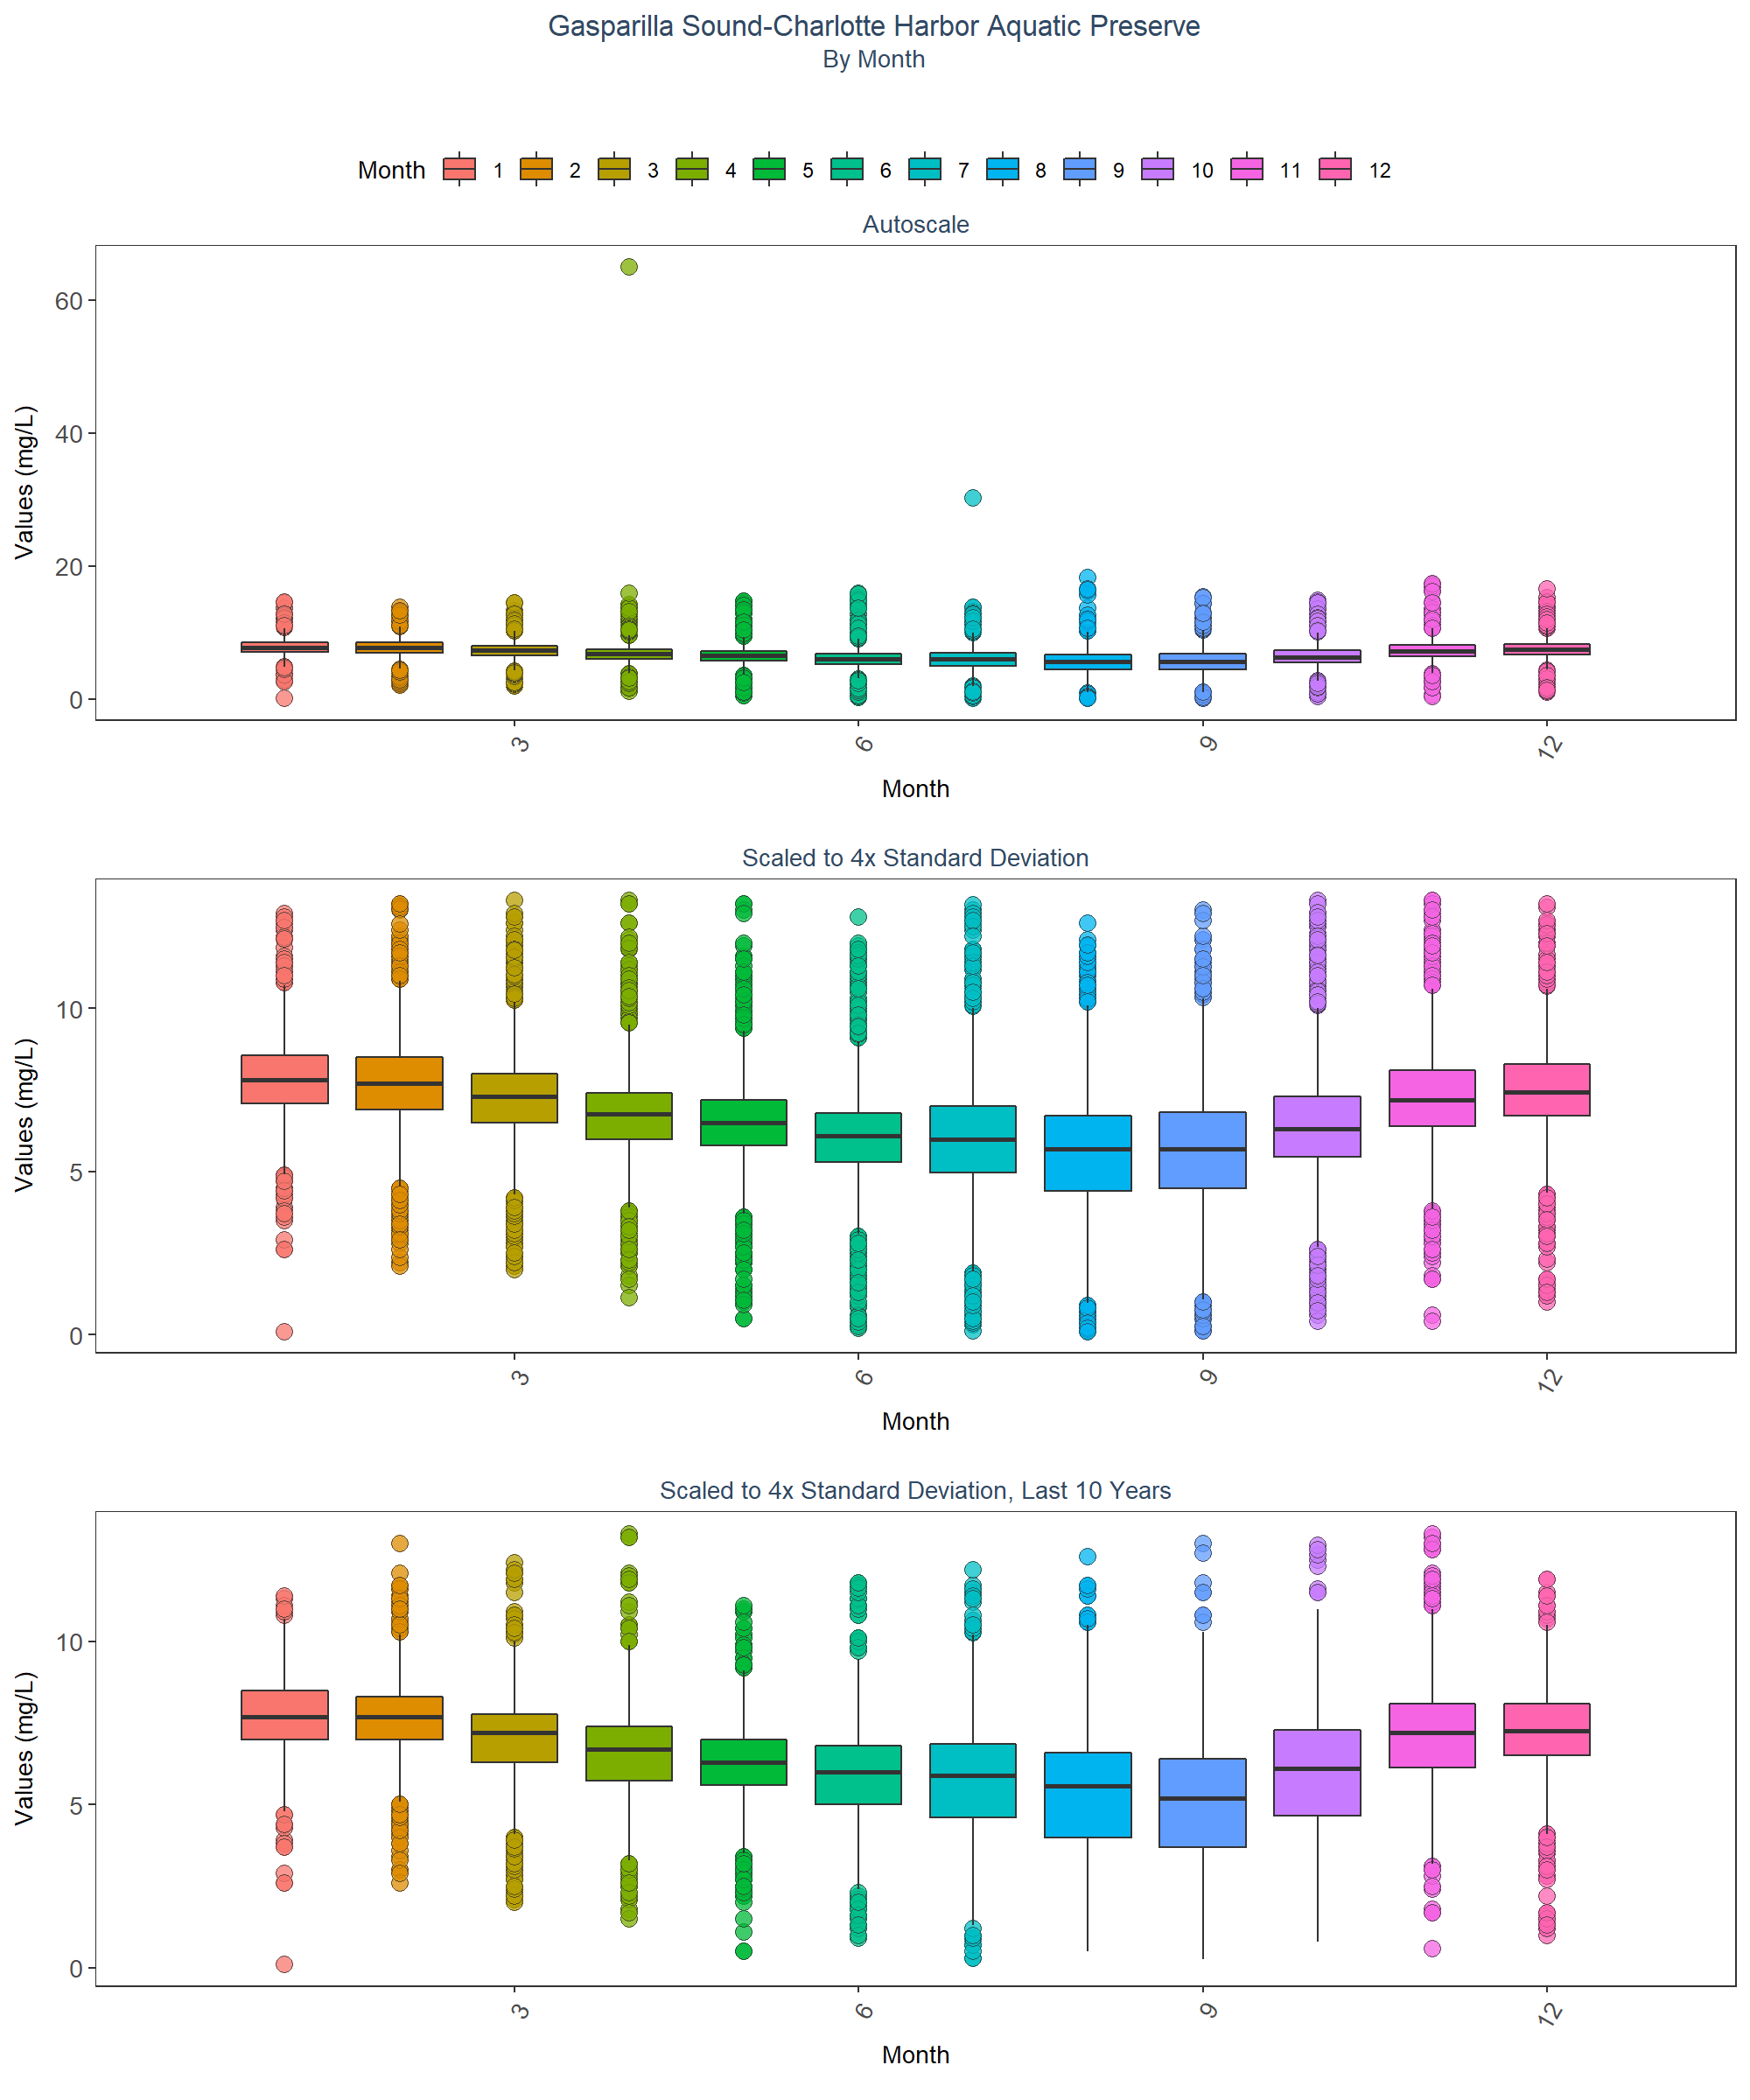 Gasparilla Sound-Charlotte Harbor Aquatic Preserve
By Month
Month 1 2 3 4 5 6 7 8 9 10 11 12
Autoscale
Values (mg/L)
60
40
20
0
3 6 9 12
Month
Scaled to 4x Standard Deviation
Values (mg/L)
10
5
0
3 6 9 12
Month
Scaled to 4x Standard Deviation, Last 10 Years
Values (mg/L)
10
5
0
3 6 9 12
Month